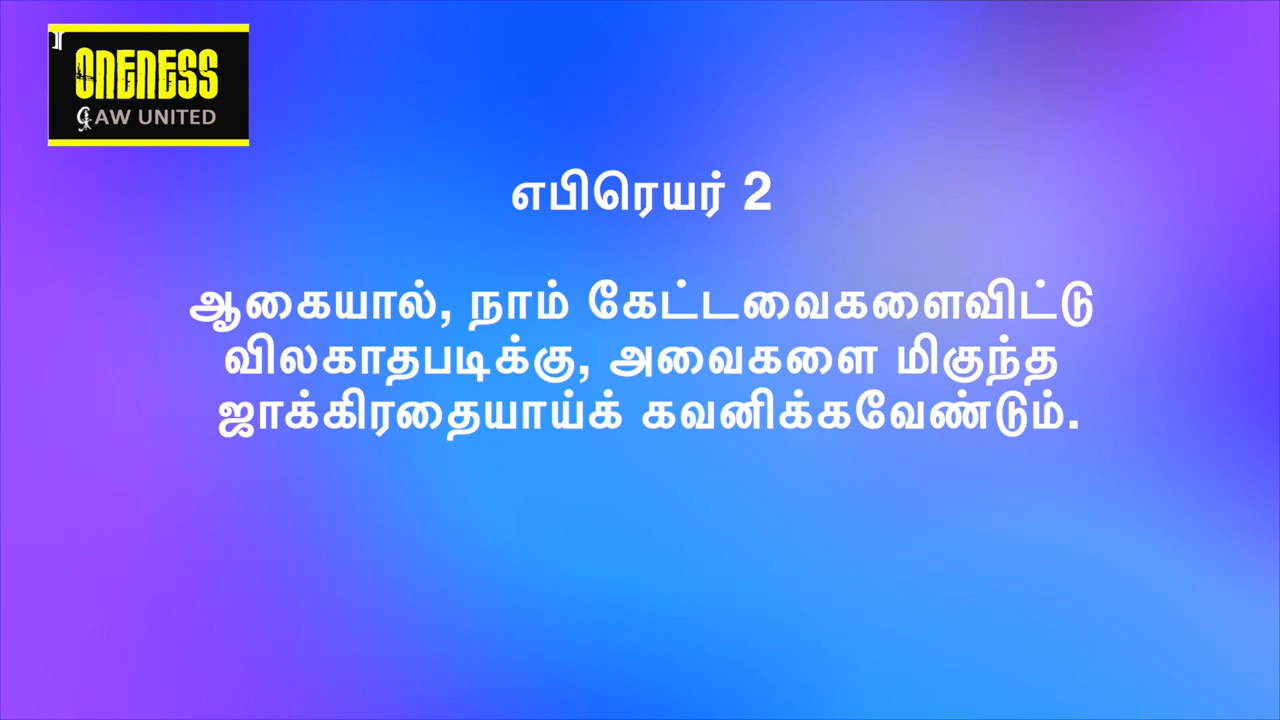 ONENESS
AW UNITED
எபிரெயர் 2
ஆகையால், நாம் கேட்டவைகளைவிட்டு
விலகாதபடிக்கு, அவைகளை மிகுந்த
ஜாக்கிரதையாய்க் கவனிக்கவேண்டும்.